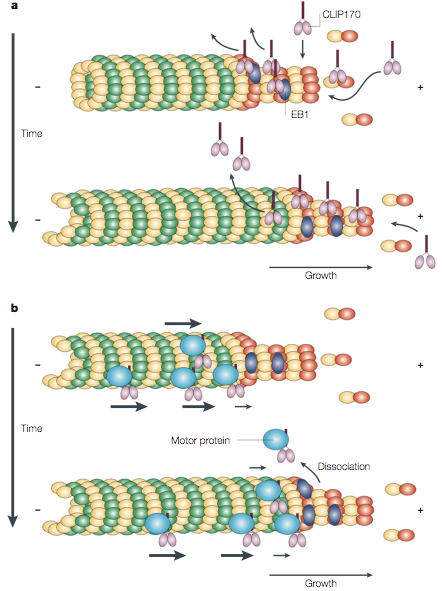 a
CLIP170
–
+
EB1
Time
–
+
Growth
b
–
+
Time
Motor protein
Dissociation
–
+
Growth